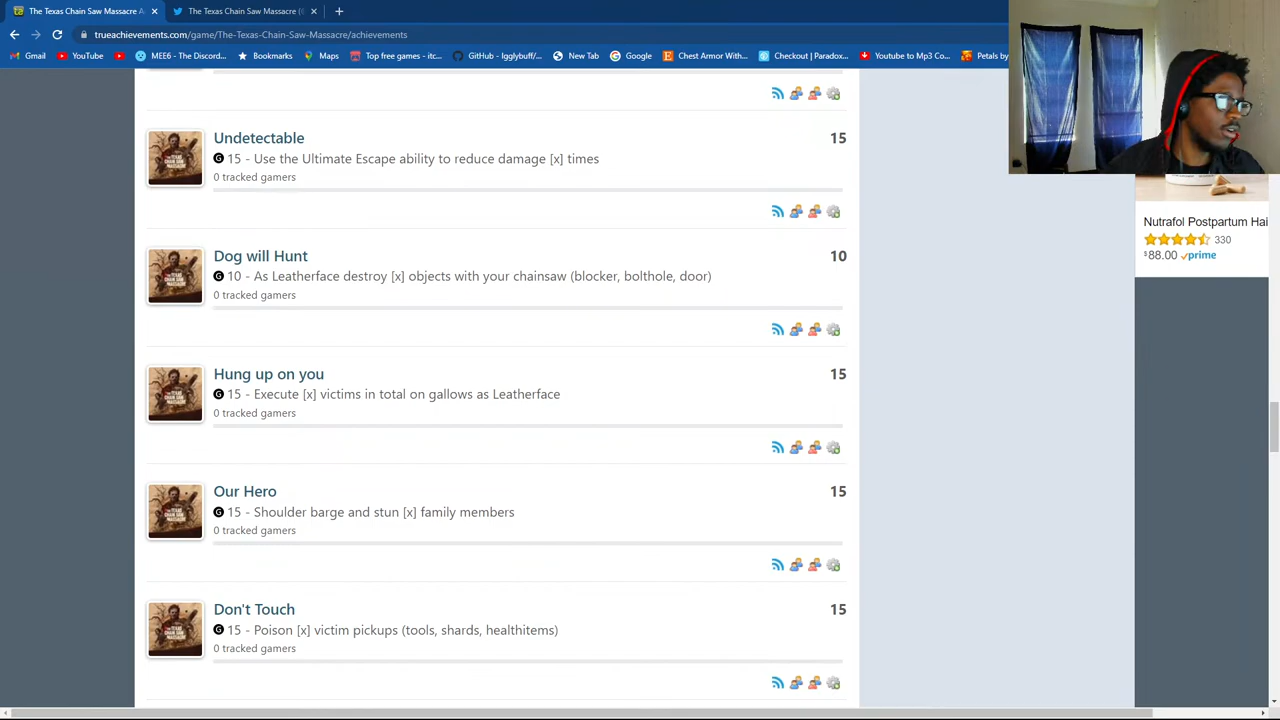 The Texas Chain Saw Massacre A
The Texas Chain Saw Massacre (
trueachievements.com/game/The-Texas-Chain-Saw-Massacre/achievements
Gmail
YouTube
MEE6 - The Discord...
Bookmarks
Maps
Top free games - itc...
GitHub - Igglybuff/...
New Tab
Google
Chest Armor With...
Checkout | Paradox...
Youtube to Mp3 Co...
Petals by
Undetectable
15
G 15 - Use the Ultimate Escape ability to reduce damage [x] times
0 tracked gamers
Dog will Hunt
10
G 10 - As Leatherface destroy [x] objects with your chainsaw (blocker, bolthole, door)
0 tracked gamers
Hung up on you
15
G 15 - Execute [x] victims in total on gallows as Leatherface
0 tracked gamers
Our Hero
15
G 15 - Shoulder barge and stun [x] family members
0 tracked gamers
Don't Touch
15
G 15 - Poison [x] victim pickups (tools, shards, healthitems)
0 tracked gamers
Nutrafol Postpartum Hai
330
$88.00 prime